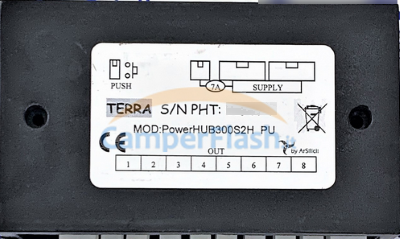 PUSH 7A SUPPLY
TERRA S/N PHT:
MOD:PowerHUB300S2H_PU
CamperFlash
CE OUT by ArSilicii
1 2 3 4 5 6 7 8